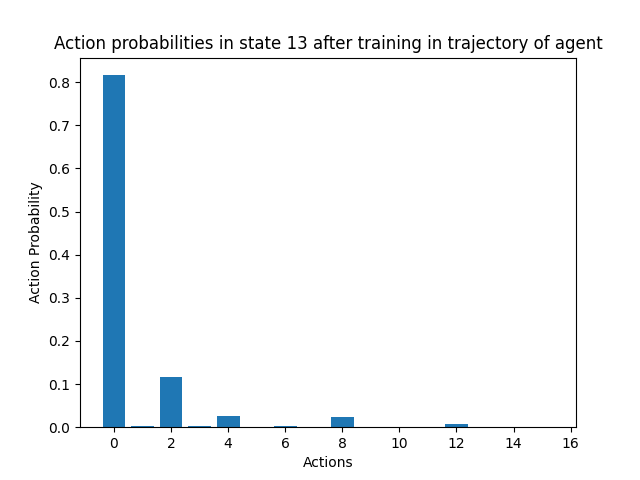 Action probabilities in state 13 after training in trajectory of agent
Action Probability
0.8
0.7
0.6
0.5
0.4
0.3
0.2
0.1
0.0
0 2 4 6 8 10 12 14 16
Actions